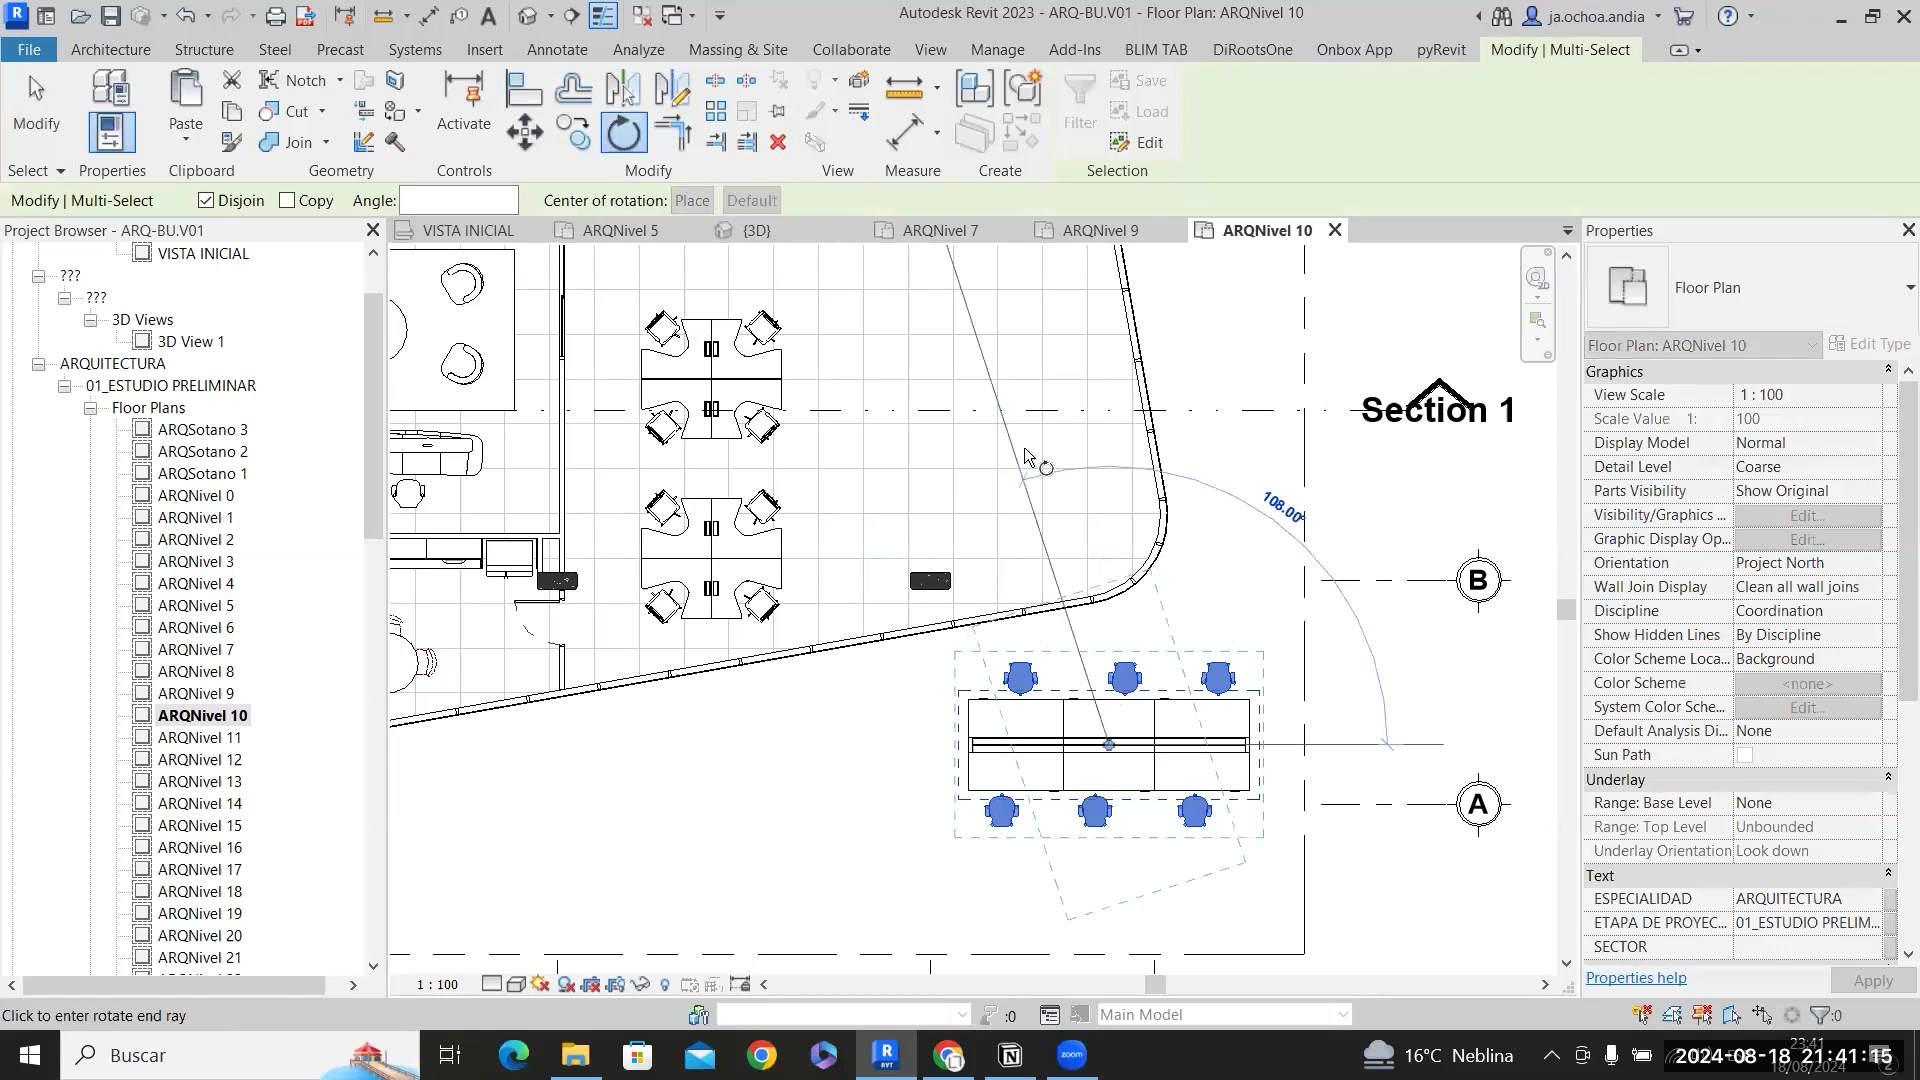 Autodesk Revit 2023 - ARQ-BU.V01 - Floor Plan: ARQNivel 10
ja.ochoa.andia
File Architecture Structure Steel Precast Systems Insert Annotate Analyze Massing & Site Collaborate View Manage Add-Ins BLIM TAB DiRootsOne Onbox App pyRevit Modify | Multi-Select
Modify
Paste
Notch
Cut
Join
Activate
Filter
Save
Load
Edit
Select Properties Clipboard Geometry Controls Modify View Measure Create Selection
Modify | Multi-Select Disjoin Copy Angle: Center of rotation: Place Default
Project Browser - ARQ-BU.V01
VISTA INICIAL
???
???
3D Views
3D View 1
ARQUITECTURA
01_ESTUDIO PRELIMINAR
Floor Plans
ARQSotano 3
ARQSotano 2
ARQSotano 1
ARQNivel 0
ARQNivel 1
ARQNivel 2
ARQNivel 3
ARQNivel 4
ARQNivel 5
ARQNivel 6
ARQNivel 7
ARQNivel 8
ARQNivel 9
ARQNivel 10
ARQNivel 11
ARQNivel 12
ARQNivel 13
ARQNivel 14
ARQNivel 15
ARQNivel 16
ARQNivel 17
ARQNivel 18
ARQNivel 19
ARQNivel 20
ARQNivel 21
VISTA INICIAL ARQNivel 5 {3D} ARQNivel 7 ARQNivel 9 ARQNivel 10
Section 1
108.00°
B
A
1 : 100
Properties
Floor Plan
Floor Plan: ARQNivel 10 Edit Type
Graphics
View Scale 1 : 100
Scale Value 1: 100
Display Model Normal
Detail Level Coarse
Parts Visibility Show Original
Visibility/Graphics ... Edit...
Graphic Display Op... Edit...
Orientation Project North
Wall Join Display Clean all wall joins
Discipline Coordination
Show Hidden Lines By Discipline
Color Scheme Loca... Background
Color Scheme <none>
System Color Sche... Edit...
Default Analysis Di... None
Sun Path
Underlay
Range: Base Level None
Range: Top Level Unbounded
Underlay Orientation Look down
Text
ESPECIALIDAD ARQUITECTURA
ETAPA DE PROYEC... 01_ESTUDIO PRELIM...
SECTOR
Properties help Apply
Click to enter rotate end ray :0 Main Model :0
Buscar
16°C Neblina
23:41
2024-08-18 21:41:15
18/08/2024